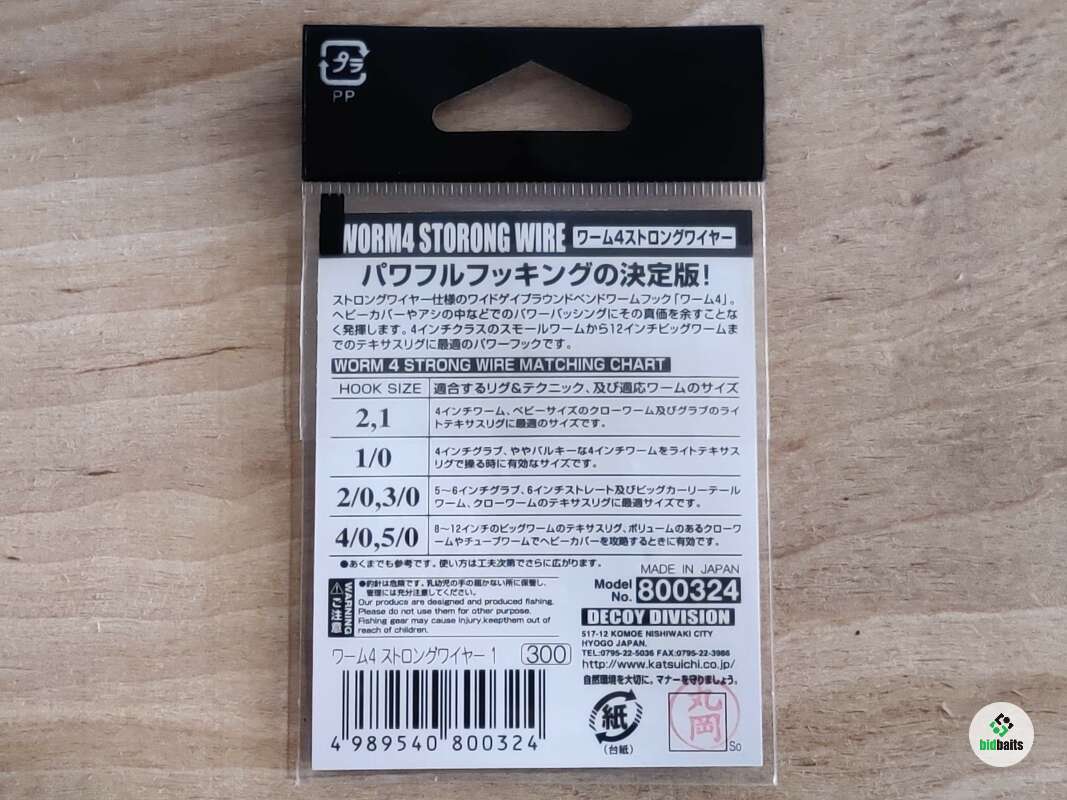 プラ
PP
WORM4 STORONG WIRE ワーム4ストロングワイヤー
パワフルフッキングの決定版!
ストロングワイヤー仕様のワイドゲイプラウンドベンドワームフック「ワーム4」。
ヘビーカバーやアシの中などでのパワーバッシングにその真価を余すことな
く発揮します。4インチクラスのスモールワームから12インチビッグワームま
でのテキサスリグに最適のパワーフックです。
WORM 4 STRONG WIRE MATCHING CHART
HOOK SIZE 適合するリグ&テクニック、及び適応ワームのサイズ
2,1 4インチワーム、ベビーサイズのクローワーム及びグラブのライ
トテキサスリグに最適のサイズです。
1/0 4インチグラブ、ややバルキーな4インチワームをライトテキサス
リグで操る時に有効なサイズです。
2/0,3/0 5〜6インチグラブ、6インチストレート及びビッグカーリーテール
ワーム、クローワームのテキサスリグに最適サイズです。
4/0,5/0 8〜12インチのビッグワームのテキサスリグ、ボリュームのあるクローワ
ームやチューブワームでヘビーカバーを攻略するときに有効です。
●あくまでも参考です。使い方は工夫次第でさらに広がります。
MADE IN JAPAN
Model No. 800324
DECOY DIVISION
517-12 KOMOE NISHIWAKI CITY
HYOGO JAPAN.
TEL:0795-22-5036 FAX:0795-22-3986
http://www.katsuichi.co.jp/
自然環境を大切に。マナーを守りましょう。
WARNING
ご注意
●釣針は危険です。乳幼児の手の届かない所に保管し、
管理には充分注意してください。
Our producs are designed and produced fishing.
Please do not use them for other purpose.
Fishing gear may cause injury.keepthem out of
reach of children.
ワーム4 ストロングワイヤー 1 300
4 989540 800324
紙
(台紙)
丸岡
So
bidbaits